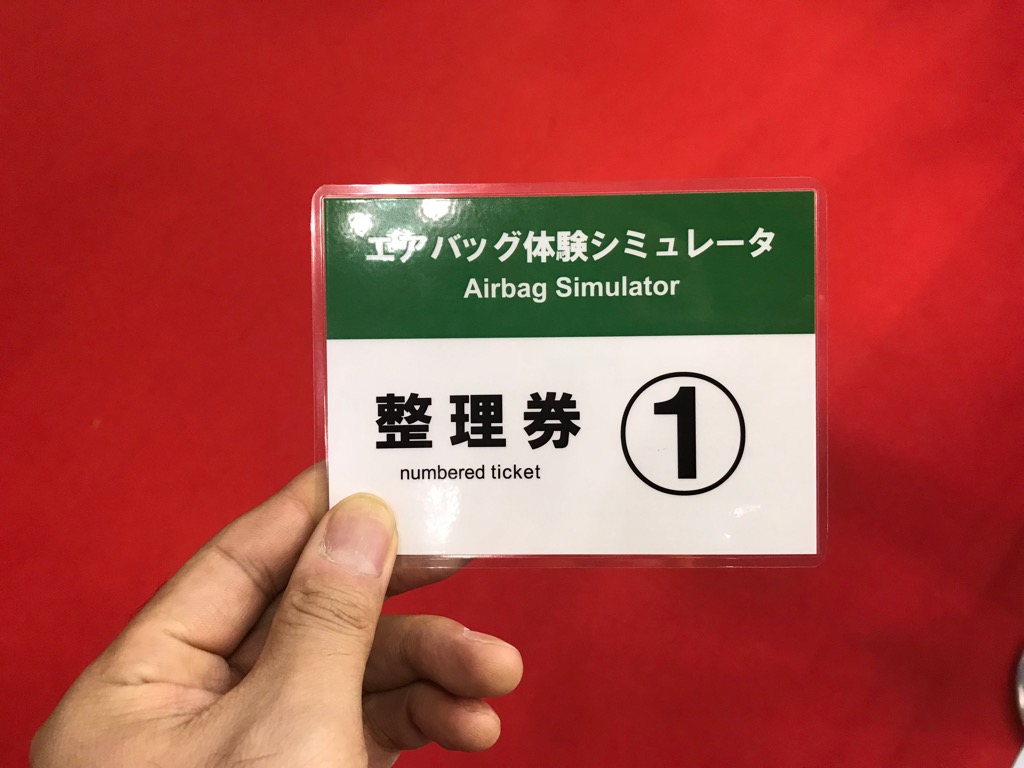 エアバッグ体験シミュレータ
Airbag Simulator
整理券 ①
numbered ticket